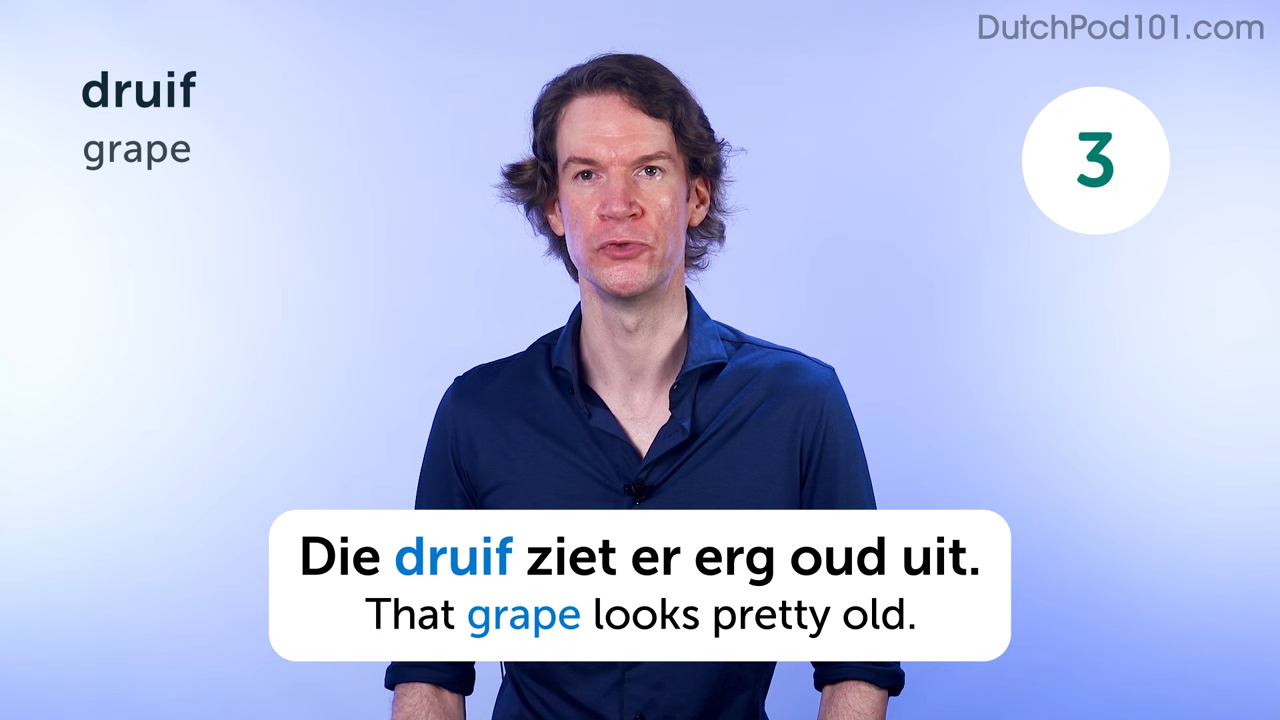 DutchPod101.com
druif
grape
3
Die druif ziet er erg oud uit.
That grape looks pretty old.